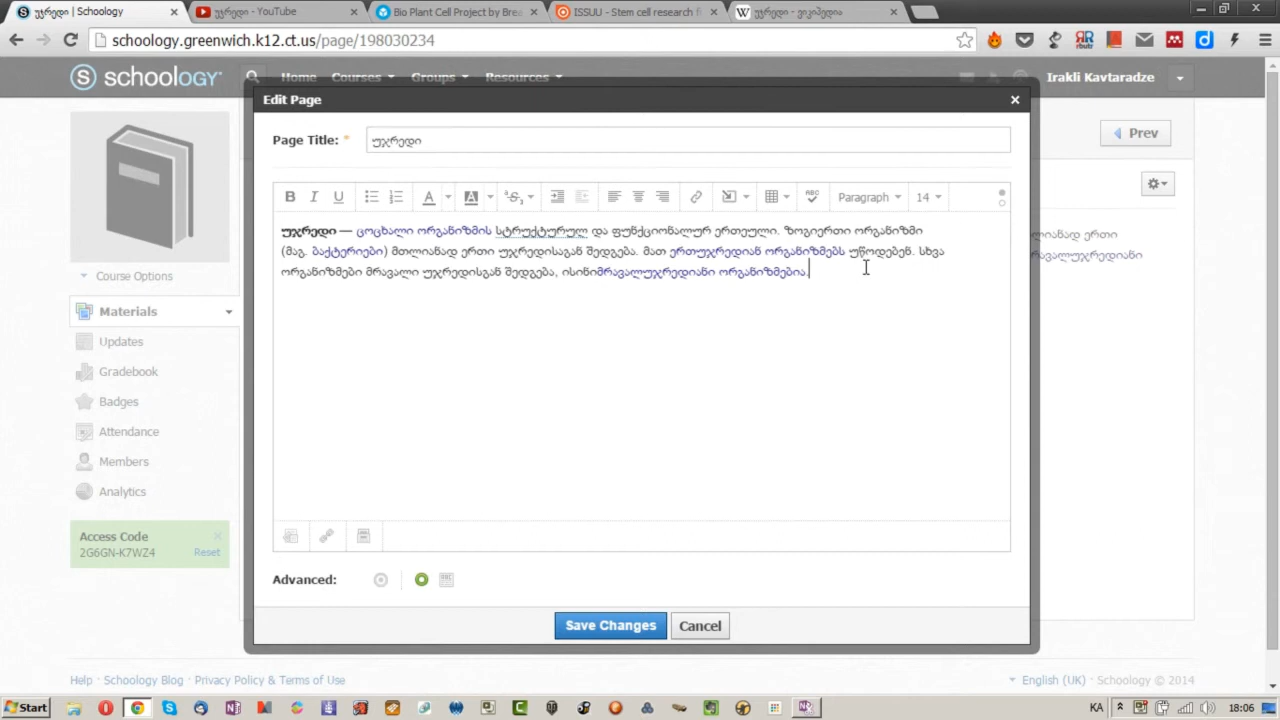 უჯრედი | Schoology
უჯრედი - YouTube
Bio Plant Cell Project by Brea
ISSUU - Stem cell research f
უჯრედი - ვიკიპედია
schoology.greenwich.k12.ct.us/page/198030234
schoology
Home Courses Groups Resources
Irakli Kavtaradze
Edit Page
Page Title: * უჯრედი
Prev
B I U
Paragraph 14
უჯრედი — ცოცხალი ორგანიზმის სტრუქტურულ და ფუნქციონალურ ერთეული. ზოგიერთი ორგანიზმი
(მაგ. ბაქტერიები) მთლიანად ერთი უჯრედისაგან შედგება. მათ ერთუჯრედიან ორგანიზმებს უწოდებენ. სხვა
ორგანიზმები მრავალი უჯრედისგან შედგება, ისინიმრავალუჯრედიანი ორგანიზმებია.
ლიანად ერთი
ავალუჯრედიანი
Course Options
Materials
Updates
Gradebook
Badges
Attendance
Members
Analytics
Access Code
2G6GN-K7WZ4 Reset
Advanced:
Save Changes Cancel
Help · Schoology Blog · Privacy Policy & Terms of Use
English (UK) · Schoology © 2014
Start
KA
18:06